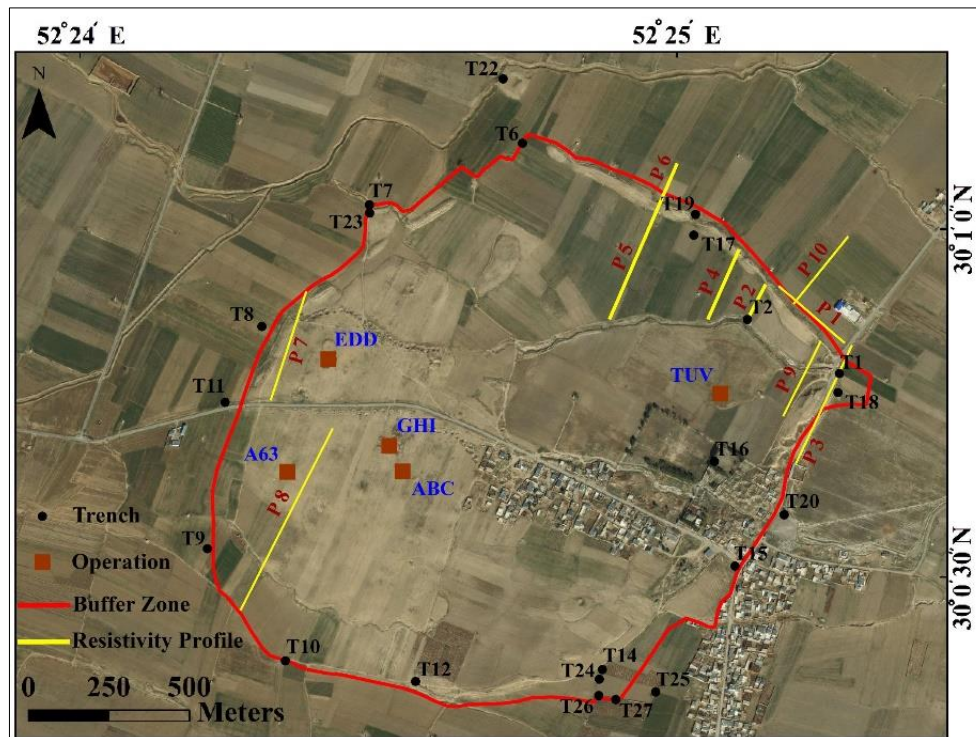 52°24' E
52°25' E
N
T22
T6
P 6
T7
T23
T19
T17
30°1'0"N
P 5
P 4
P 10
P 2
T2
P 1
T8
P 7
EDD
T1
TUV
P 9
T18
T11
GHI
T16
P 3
A63
ABC
P 8
T20
Trench
T9
T15
30°0'30"N
Operation
Buffer Zone
Resistivity Profile
T10
T14
T12
T24
T25
T26
T27
0 250 500
Meters